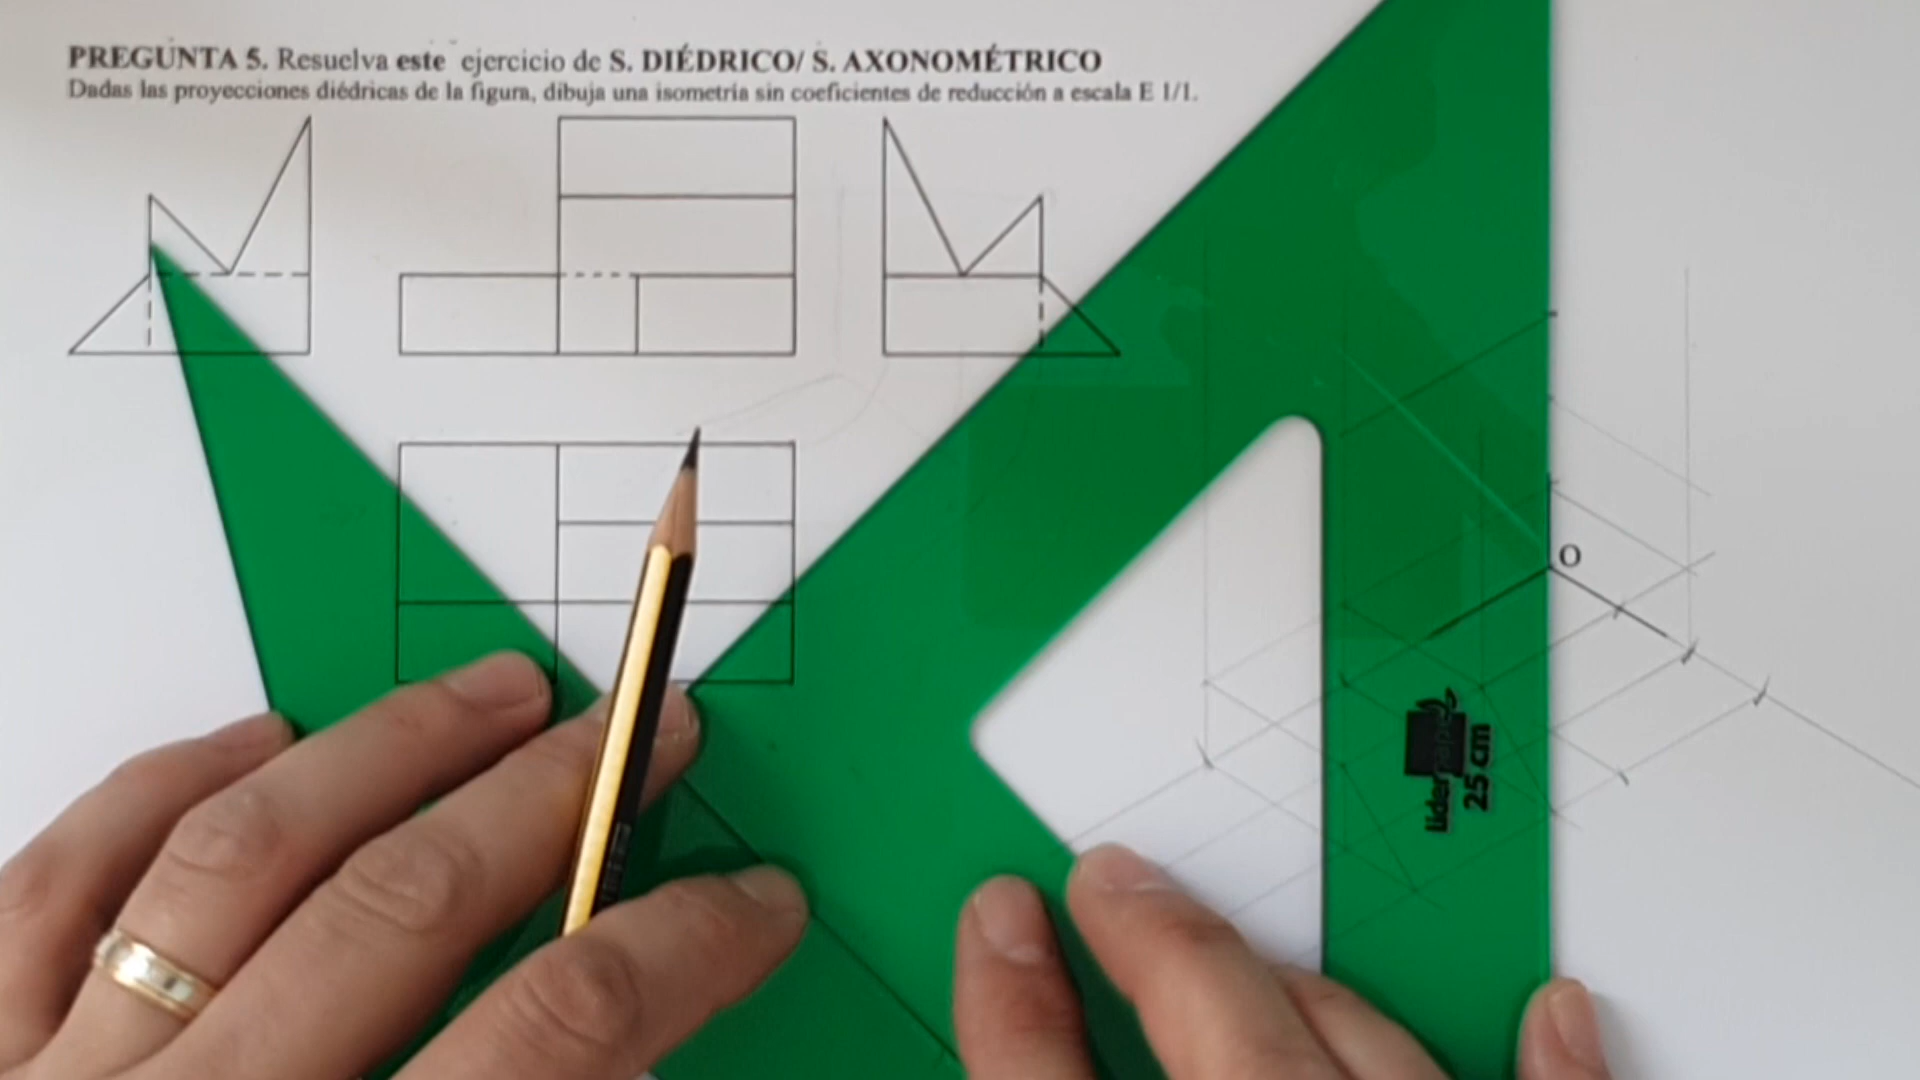 PREGUNTA 5. Resuelva este ejercicio de S. DIÉDRICO/ S. AXONOMÉTRICO
Dadas las proyecciones diédricas de la figura, dibuja una isometría sin coeficientes de reducción a escala E 1/1.
O
liderpapel
25 cm